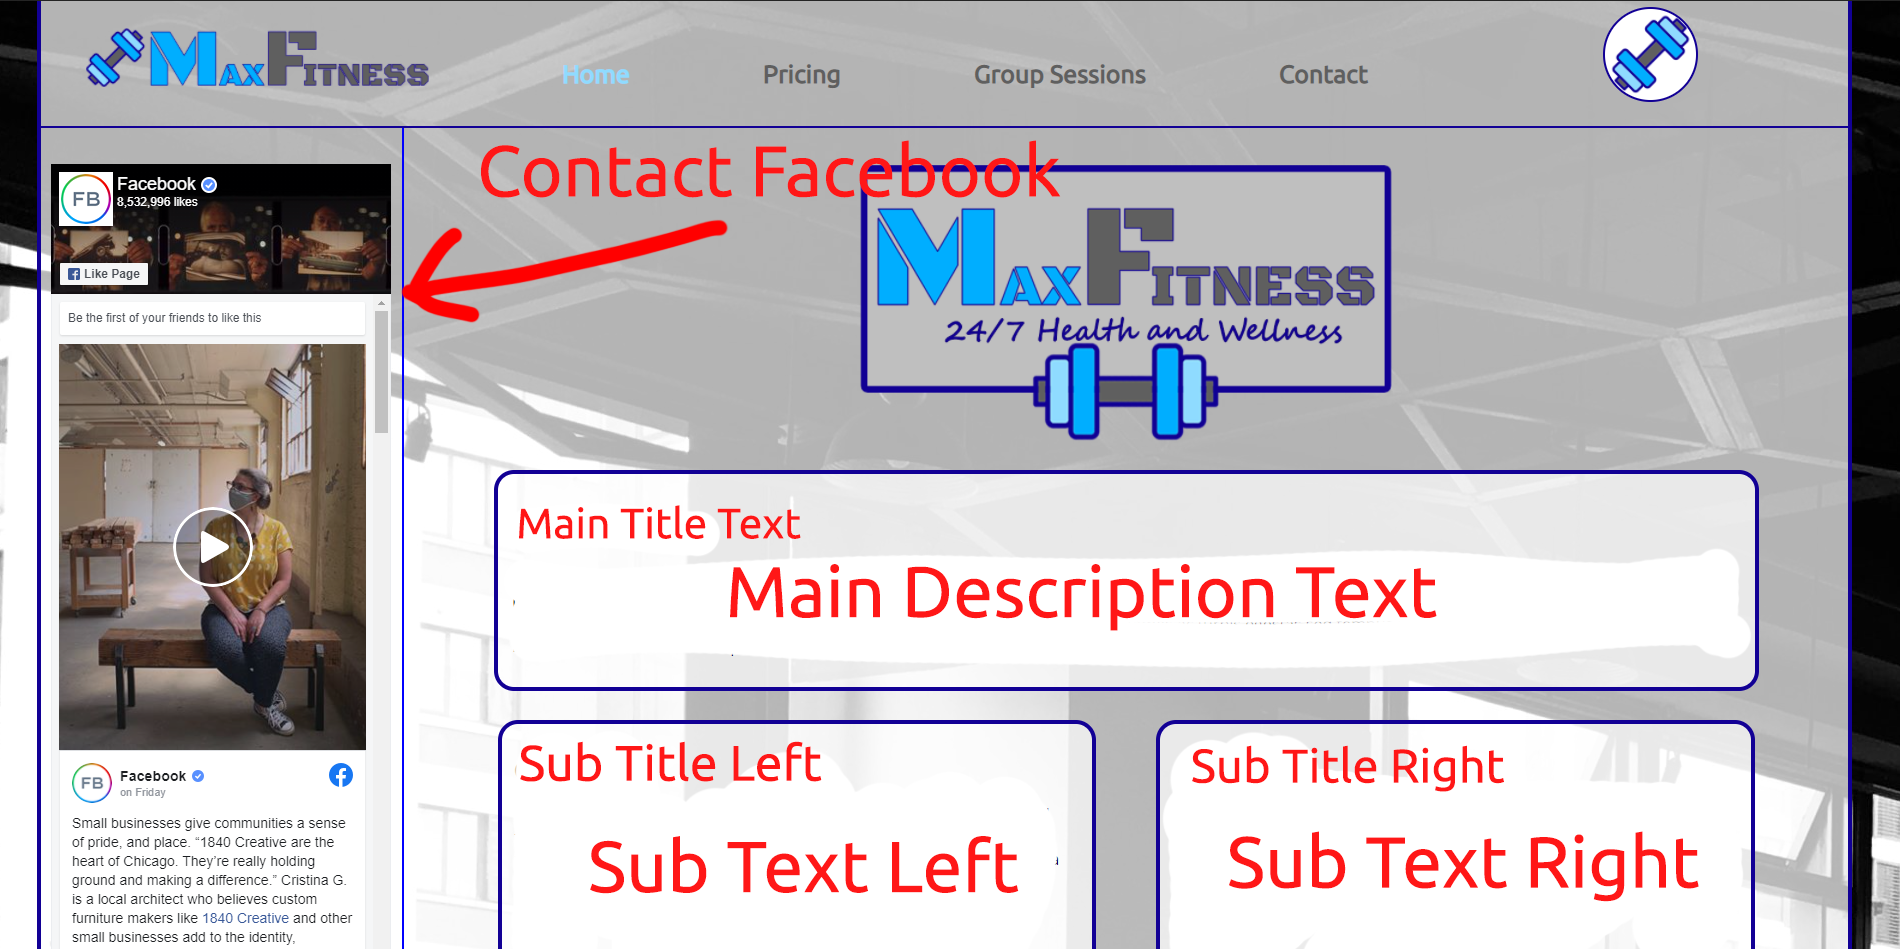 MaxFitness
Home
Pricing
Group Sessions
Contact
Contact Facebook
FB
Facebook
8,532,996 likes
Like Page
Be the first of your friends to like this
MaxFitness
24/7 Health and Wellness
Main Title Text
Main Description Text
FB
Facebook
on Friday
Small businesses give communities a sense
of pride, and place. “1840 Creative are the
heart of Chicago. They’re really holding
ground and making a difference.” Cristina G.
is a local architect who believes custom
furniture makers like 1840 Creative and other
small businesses add to the identity,
Sub Title Left
Sub Text Left
Sub Title Right
Sub Text Right